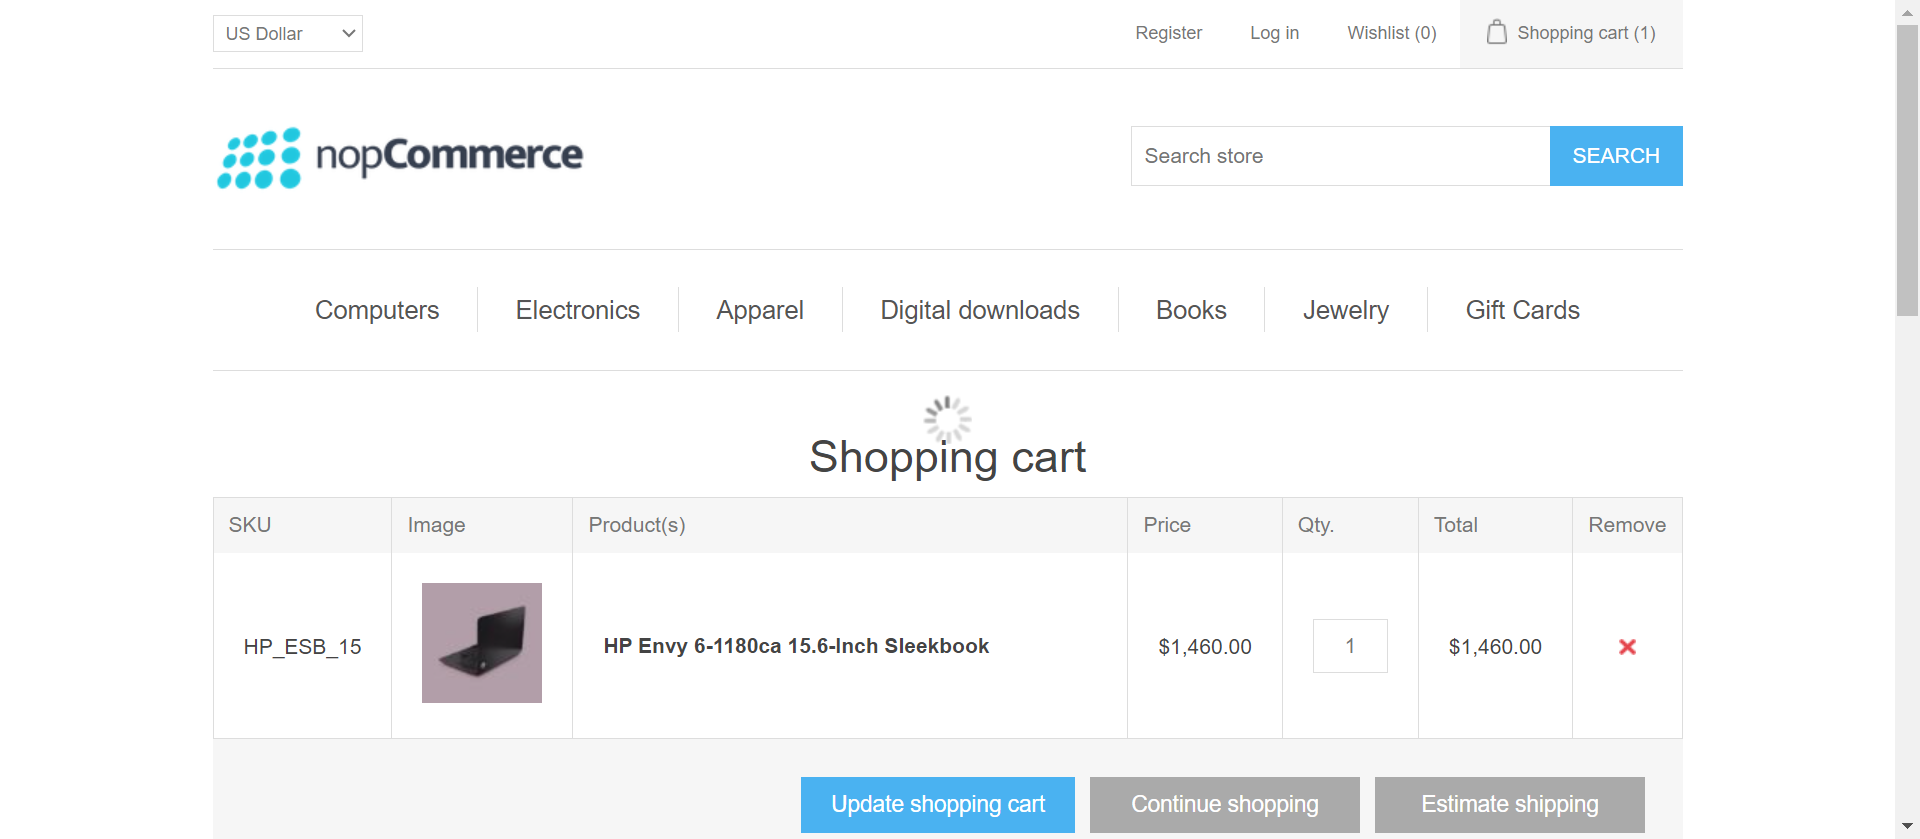 US Dollar
Register
Log in
Wishlist (0)
Shopping cart (1)
nopCommerce
Search store
SEARCH
Computers
Electronics
Apparel
Digital downloads
Books
Jewelry
Gift Cards
Shopping cart
SKU
Image
Product(s)
Price
Qty.
Total
Remove
HP_ESB_15
HP Envy 6-1180ca 15.6-Inch Sleekbook
$1,460.00
1
$1,460.00
Update shopping cart
Continue shopping
Estimate shipping